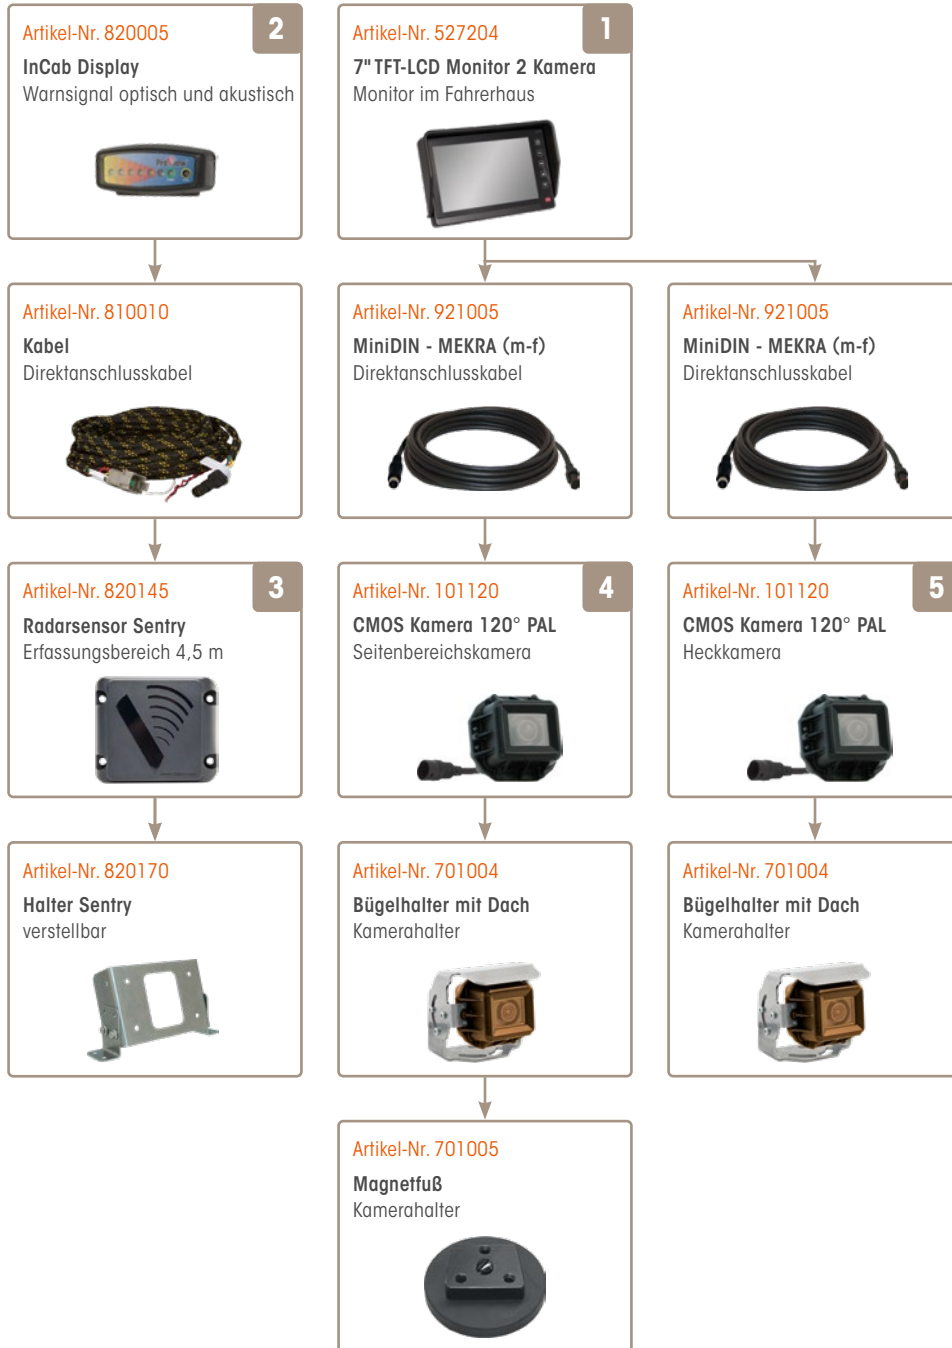 Artikel-Nr. 820005
2
InCab Display
Warnsignal optisch und akustisch
Artikel-Nr. 527204
1
7" TFT-LCD Monitor 2 Kamera
Monitor im Fahrerhaus
Artikel-Nr. 810010
Kabel
Direktanschlusskabel
Artikel-Nr. 921005
MiniDIN - MEKRA (m-f)
Direktanschlusskabel
Artikel-Nr. 921005
MiniDIN - MEKRA (m-f)
Direktanschlusskabel
Artikel-Nr. 820145
3
Radarsensor Sentry
Erfassungsbereich 4,5 m
Artikel-Nr. 101120
4
CMOS Kamera 120° PAL
Seitenbereichskamera
Artikel-Nr. 101120
5
CMOS Kamera 120° PAL
Heckkamera
Artikel-Nr. 820170
Halter Sentry
verstellbar
Artikel-Nr. 701004
Bügelhalter mit Dach
Kamerahalter
Artikel-Nr. 701004
Bügelhalter mit Dach
Kamerahalter
Artikel-Nr. 701005
Magnetfuß
Kamerahalter